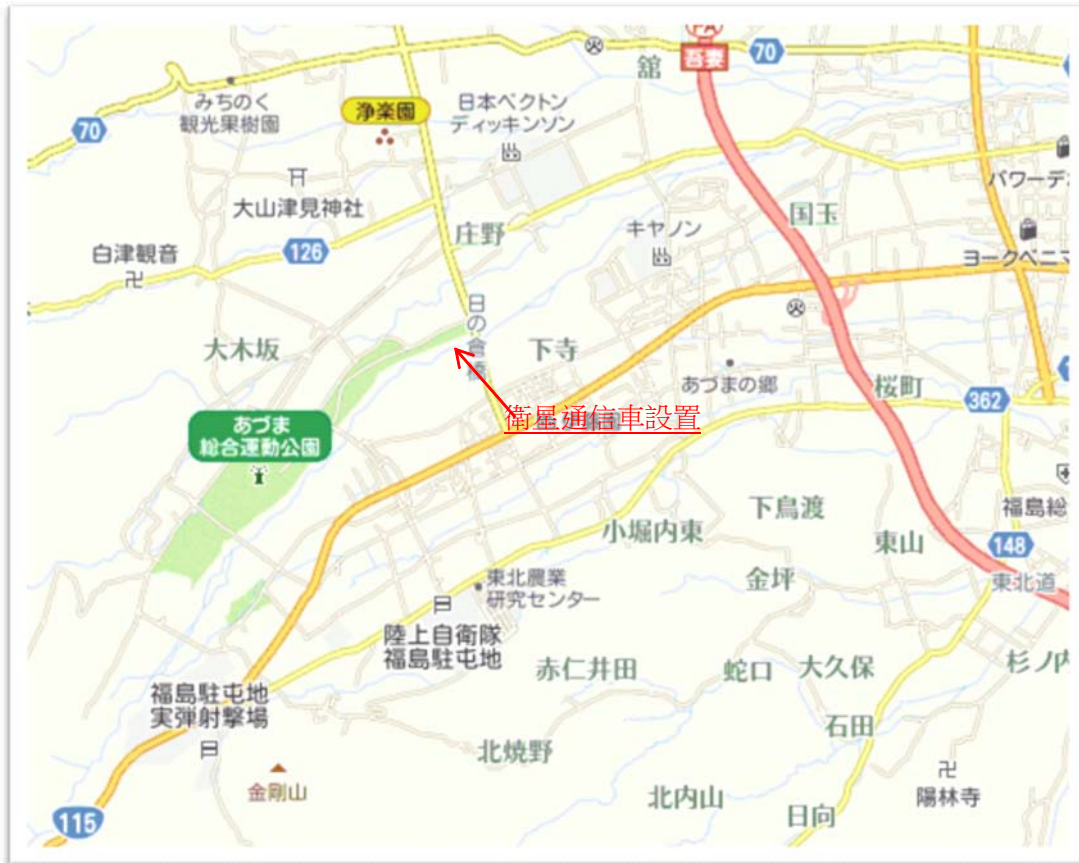 PA
吾妻
70
舘
みちのく
観光果樹園
浄楽園
日本ベクトン
ディッキンソン
70
パワーデ
大山津見神社
国玉
庄野
キヤノン
126
白津観音
ヨークベニマ
日の倉橋
大木坂
下寺
あづまの郷
桜町
362
衛星通信車設置
あづま
総合運動公園
下鳥渡
福島総
小堀内東
東山
148
東北農業
研究センター
金坪
東北道
陸上自衛隊
福島駐屯地
赤仁井田
蛇口
大久保
杉ノ内
福島駐屯地
実弾射撃場
石田
北焼野
金剛山
陽林寺
北内山
日向
115